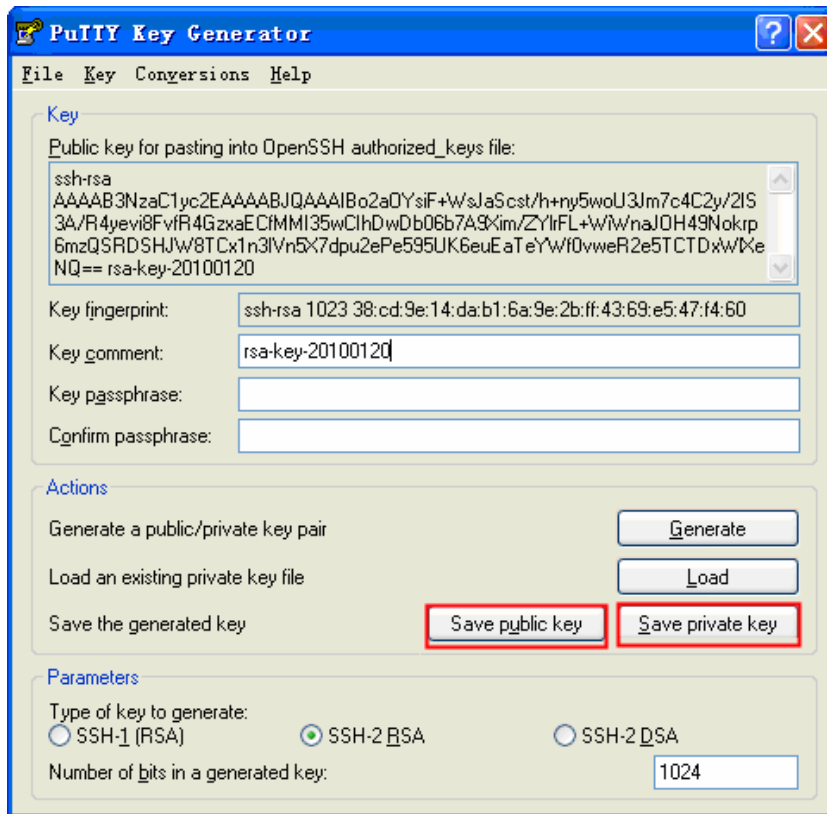 PuTTY Key Generator
File Key Conversions Help
Key
Public key for pasting into OpenSSH authorized_keys file:
ssh-rsa
AAAAB3NzaC1yc2EAAAABJQAAAIBo2aOYsiF+WsJaScst/h+ny5woU3Jm7c4C2y/2IS
3A/R4yevi8FvfR4GzxaECfMMI35wClhDwDb06b7A9Xim/ZYlrFL+WiWnaJOH49Nokrp
6mzQSRDSHJW8TCx1n3IVn5X7dpu2ePe595UK6euEaTeYWf0vweR2e5TCTDxWlXe
NQ== rsa-key-20100120
Key fingerprint: ssh-rsa 1023 38:cd:9e:14:da:b1:6a:9e:2b:ff:43:69:e5:47:f4:60
Key comment: rsa-key-20100120
Key passphrase:
Confirm passphrase:
Actions
Generate a public/private key pair Generate
Load an existing private key file Load
Save the generated key Save public key Save private key
Parameters
Type of key to generate:
SSH-1 (RSA) SSH-2 RSA SSH-2 DSA
Number of bits in a generated key: 1024